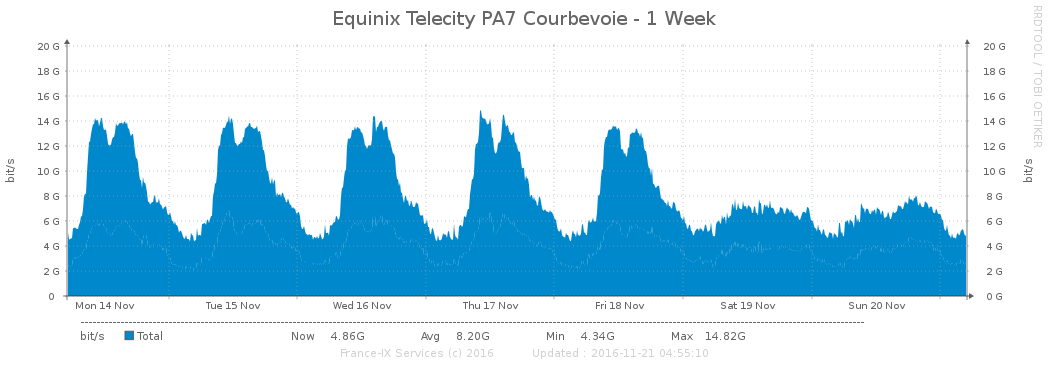 Equinix Telecity PA7 Courbevoie - 1 Week
RRDTOOL / TOBI OETIKER
20 G 20 G
18 G 18 G
16 G 16 G
14 G 14 G
12 G 12 G
10 G 10 G
8 G 8 G
6 G 6 G
4 G 4 G
2 G 2 G
0 0 G
bit/s
bit/s
Mon 14 Nov Tue 15 Nov Wed 16 Nov Thu 17 Nov Fri 18 Nov Sat 19 Nov Sun 20 Nov
bit/s Total Now 4.86G Avg 8.20G Min 4.34G Max 14.82G
France-IX Services (c) 2016 Updated : 2016-11-21 04:55:10